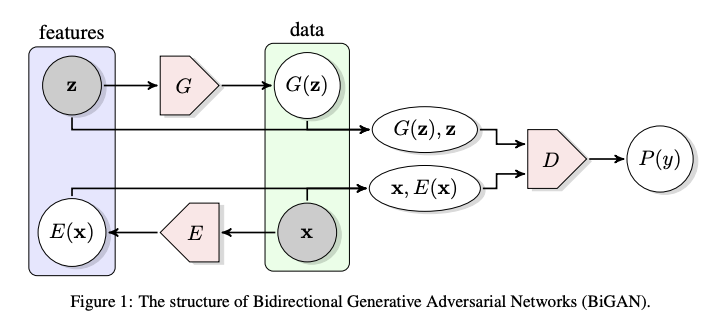 features
data
z
G
G(z)
G(z), z
D
P(y)
x, E(x)
E(x)
E
x
Figure 1: The structure of Bidirectional Generative Adversarial Networks (BiGAN).